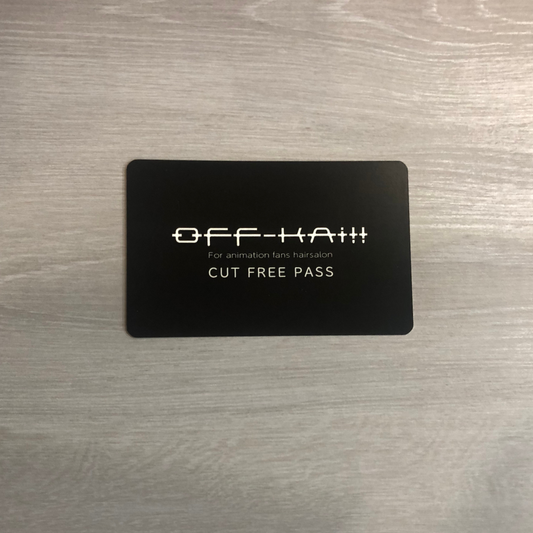 OFF-KAi!!
For animation fans hairsalon
CUT FREE PASS